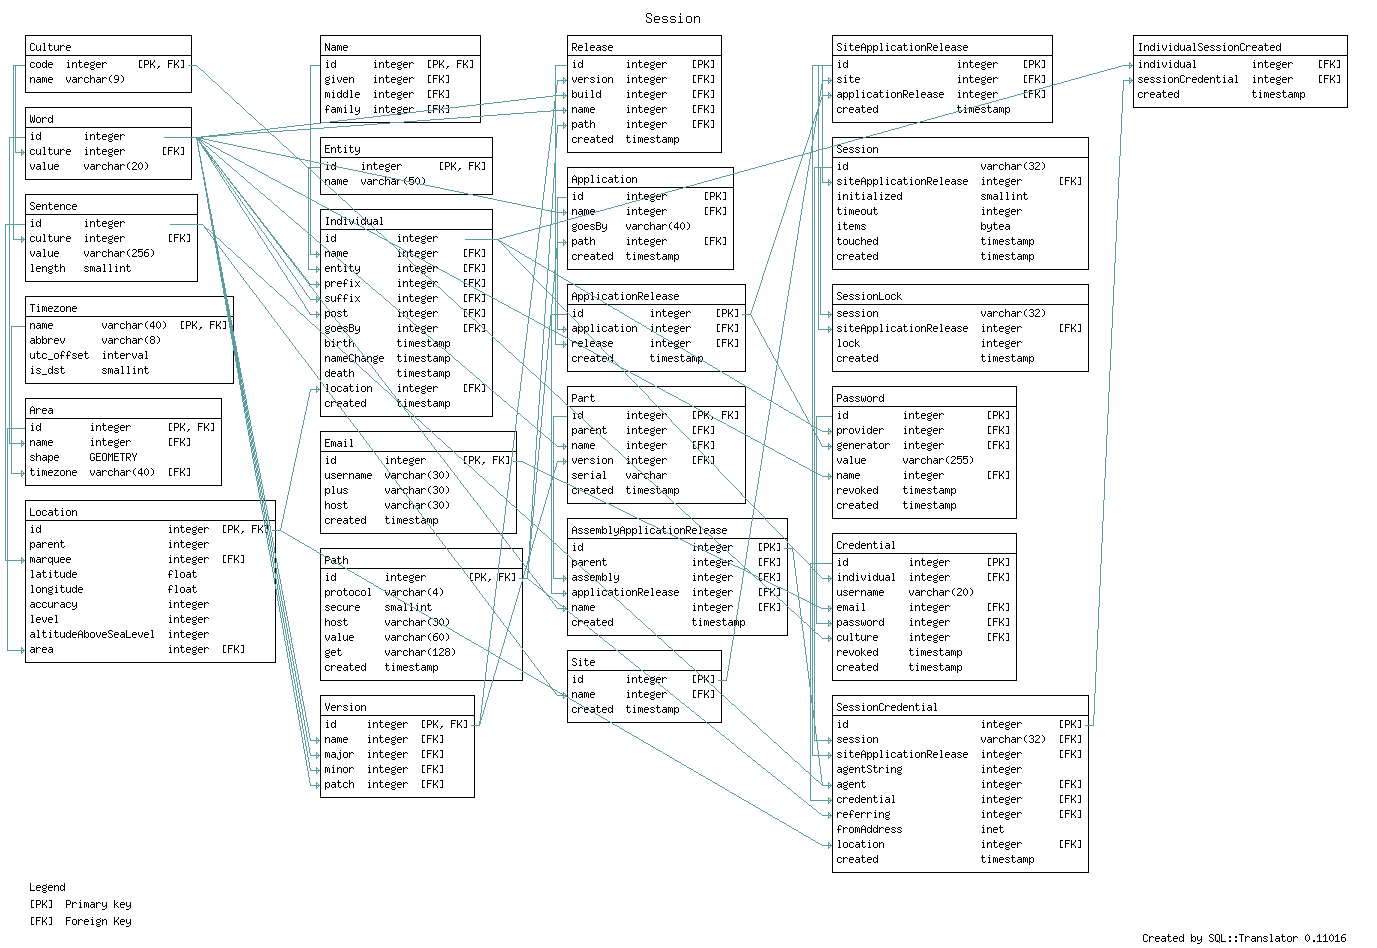 Session
Culture
code integer [PK, FK]
name varchar(9)
Word
id integer
culture integer [FK]
value varchar(20)
Sentence
id integer
culture integer [FK]
value varchar(256)
length smallint
Timezone
name varchar(40) [PK, FK]
abbrev varchar(8)
utc_offset interval
is_dst smallint
Area
id integer [PK, FK]
name integer [FK]
shape GEOMETRY
timezone varchar(40) [FK]
Location
id integer [PK, FK]
parent integer
marquee integer [FK]
latitude float
longitude float
accuracy integer
level integer
altitudeAboveSeaLevel integer
area integer [FK]
Name
id integer [PK, FK]
given integer [FK]
middle integer [FK]
family integer [FK]
Entity
id integer [PK, FK]
name varchar(50)
Individual
id integer
name integer [FK]
entity integer [FK]
prefix integer [FK]
suffix integer [FK]
post integer [FK]
goesBy integer [FK]
birth timestamp
nameChange timestamp
death timestamp
location integer [FK]
created timestamp
Email
id integer [PK, FK]
username varchar(30)
plus varchar(30)
host varchar(30)
created timestamp
Path
id integer [PK, FK]
protocol varchar(4)
secure smallint
host varchar(30)
value varchar(60)
get varchar(128)
created timestamp
Version
id integer [PK, FK]
name integer [FK]
major integer [FK]
minor integer [FK]
patch integer [FK]
Release
id integer [PK]
version integer [FK]
build integer [FK]
name integer [FK]
path integer [FK]
created timestamp
Application
id integer [PK]
name integer [FK]
goesBy varchar(40)
path integer [FK]
created timestamp
ApplicationRelease
id integer [PK]
application integer [FK]
release integer [FK]
created timestamp
Part
id integer [PK, FK]
parent integer [FK]
name integer [FK]
version integer [FK]
serial varchar
created timestamp
AssemblyApplicationRelease
id integer [PK]
parent integer [FK]
assembly integer [FK]
applicationRelease integer [FK]
name integer [FK]
created timestamp
Site
id integer [PK]
name integer [FK]
created timestamp
SiteApplicationRelease
id integer [PK]
site integer [FK]
applicationRelease integer [FK]
created timestamp
Session
id varchar(32)
siteApplicationRelease integer [FK]
initialized smallint
timeout integer
items bytea
touched timestamp
created timestamp
SessionLock
session varchar(32)
siteApplicationRelease integer [FK]
lock integer
created timestamp
Password
id integer [PK]
provider integer [FK]
generator integer [FK]
value varchar(255)
name integer [FK]
revoked timestamp
created timestamp
Credential
id integer [PK]
individual integer [FK]
username varchar(20)
email integer [FK]
password integer [FK]
culture integer [FK]
revoked timestamp
created timestamp
SessionCredential
id integer [PK]
session varchar(32) [FK]
siteApplicationRelease integer [FK]
agentString integer
agent integer [FK]
credential integer [FK]
referring integer [FK]
fromAddress inet
location integer [FK]
created timestamp
IndividualSessionCreated
individual integer [FK]
sessionCredential integer [FK]
created timestamp
Legend
[PK] Primary key
[FK] Foreign Key
Created by SQL::Translator 0.11016